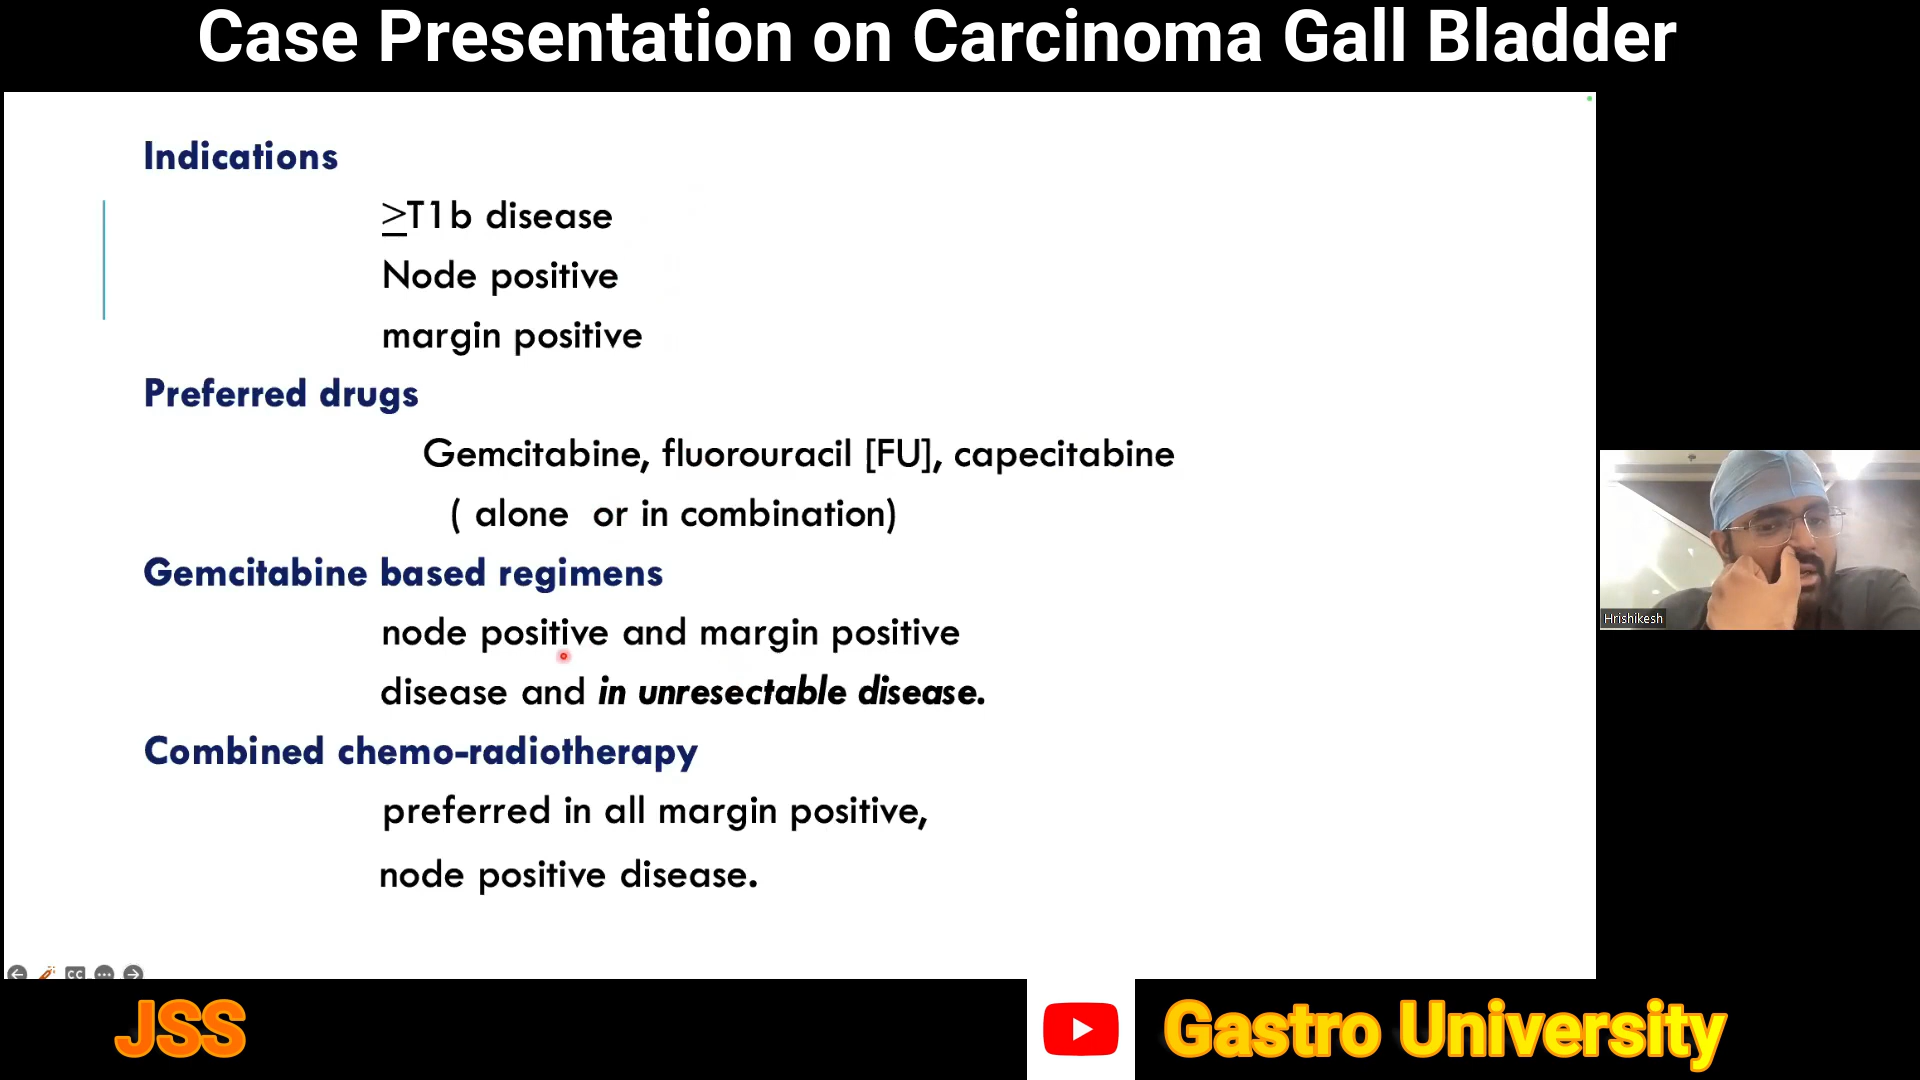 Case Presentation on Carcinoma Gall Bladder
Indications
≥T1b disease
Node positive
margin positive
Preferred drugs
Gemcitabine, fluorouracil [FU], capecitabine
( alone or in combination)
Gemcitabine based regimens
node positive and margin positive
disease and in unresectable disease.
Combined chemo-radiotherapy
preferred in all margin positive,
node positive disease.
Hrishikesh
CC
JSS
Gastro University